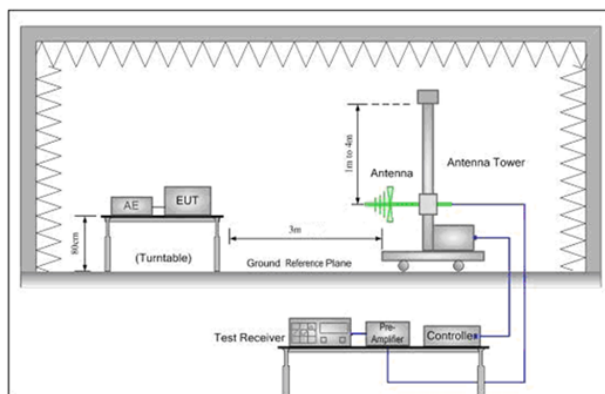 1m to 4m
Antenna
Antenna Tower
AE
EUT
80cm
(Turntable)
3m
Ground Reference Plane
Test Receiver
Pre-
Amplifier
Controller